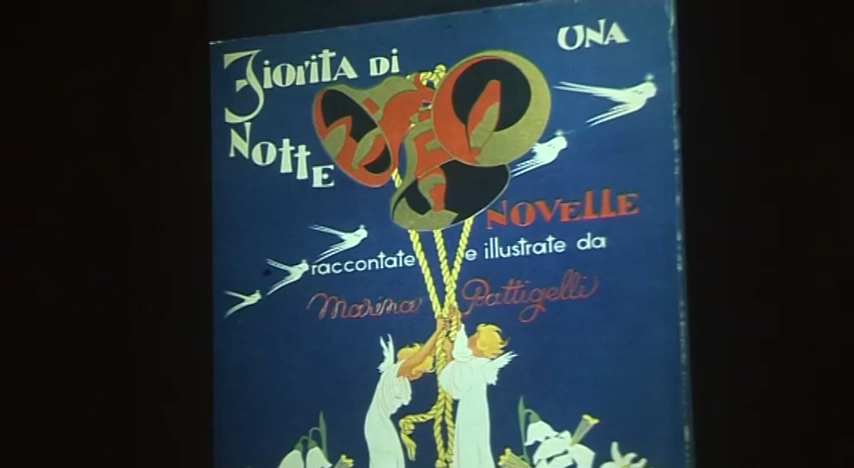 UNA
Fiorita di
Notte
NOVELLE
raccontate e illustrate da
Marina Battigelli